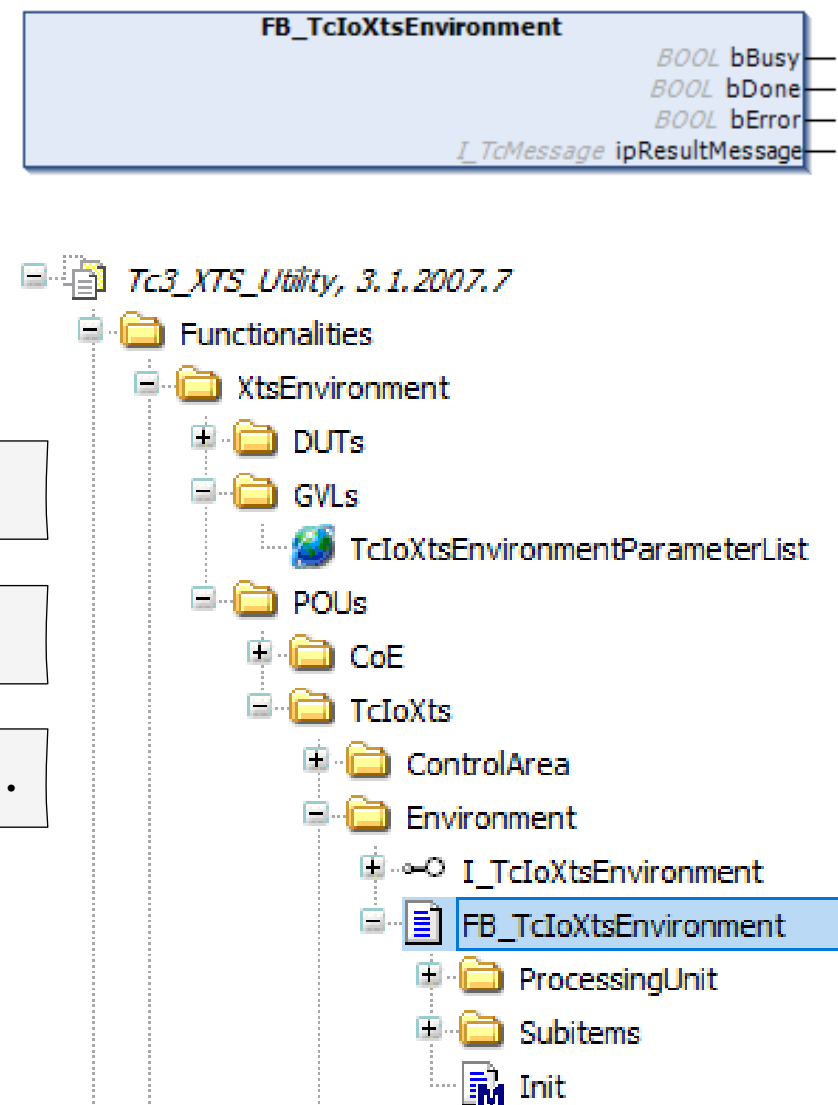 FB_TcIoXtsEnvironment
BOOL bBusy
BOOL bDone
BOOL bError
I_TcMessage ipResultMessage
Tc3_XTS_Utility, 3.1.2007.7
Functionalities
XtsEnvironment
DUTs
GVLs
TcIoXtsEnvironmentParameterList
POUs
CoE
TcIoXts
ControlArea
.
Environment
I_TcIoXtsEnvironment
FB_TcIoXtsEnvironment
ProcessingUnit
Subitems
Init